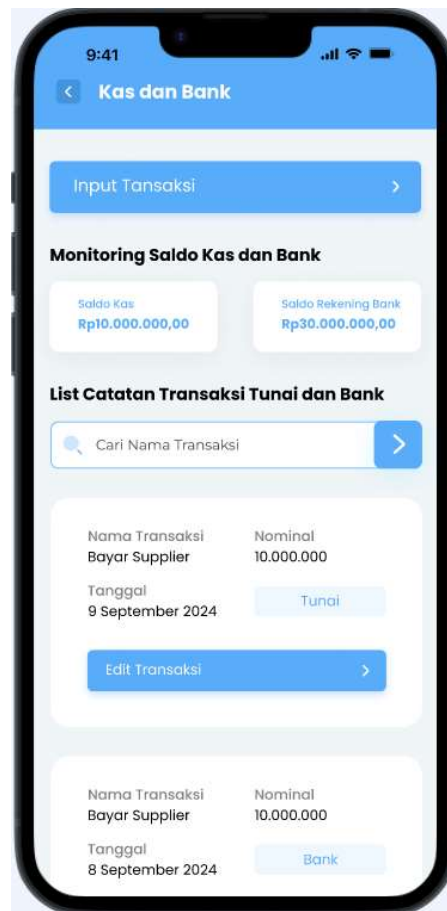 9:41
Kas dan Bank
Input Tansaksi
Monitoring Saldo Kas dan Bank
Saldo Kas
Rp10.000.000,00
Saldo Rekening Bank
Rp30.000.000,00
List Catatan Transaksi Tunai dan Bank
Cari Nama Transaksi
Nama Transaksi
Bayar Supplier
Nominal
10.000.000
Tanggal
9 September 2024
Tunai
Edit Transaksi
Nama Transaksi
Bayar Supplier
Nominal
10.000.000
Tanggal
8 September 2024
Bank